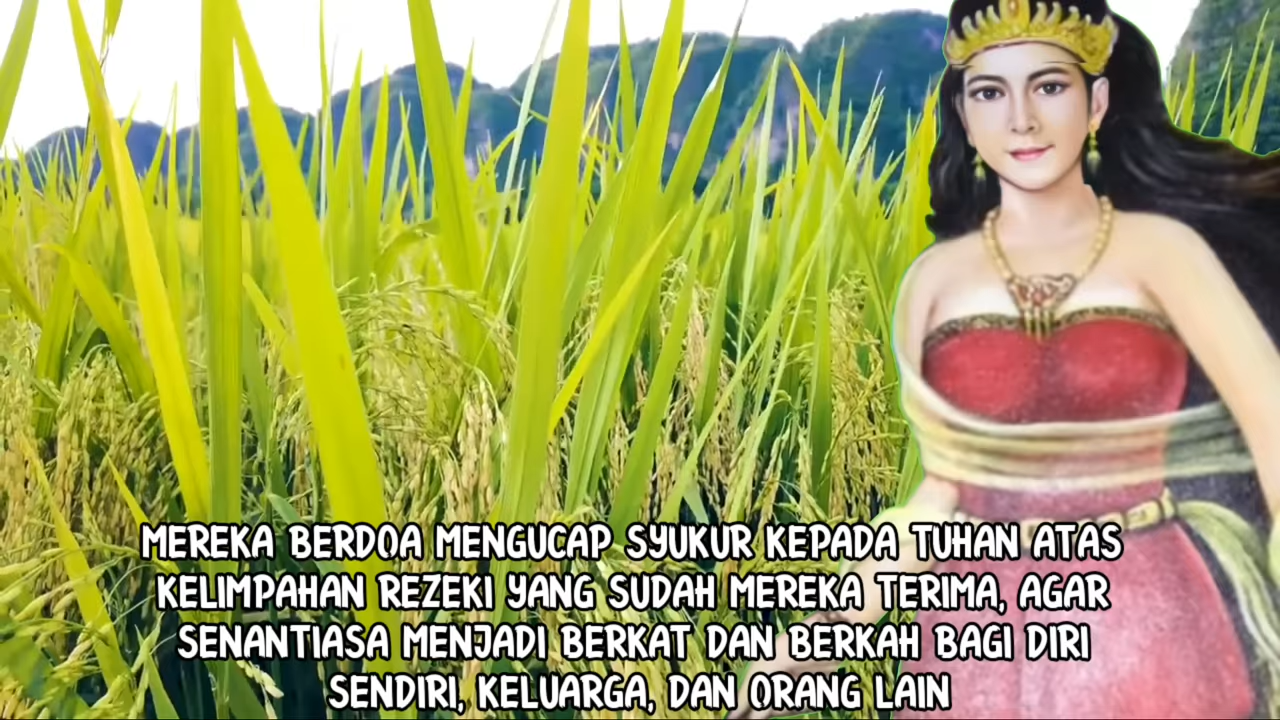 MEREKA BERDOA MENGUCAP SYUKUR KEPADA TUHAN ATAS
KELIMPAHAN REZEKI YANG SUDAH MEREKA TERIMA, AGAR
SENANTIASA MENJADI BERKAT DAN BERKAH BAGI DIRI
SENDIRI, KELUARGA, DAN ORANG LAIN